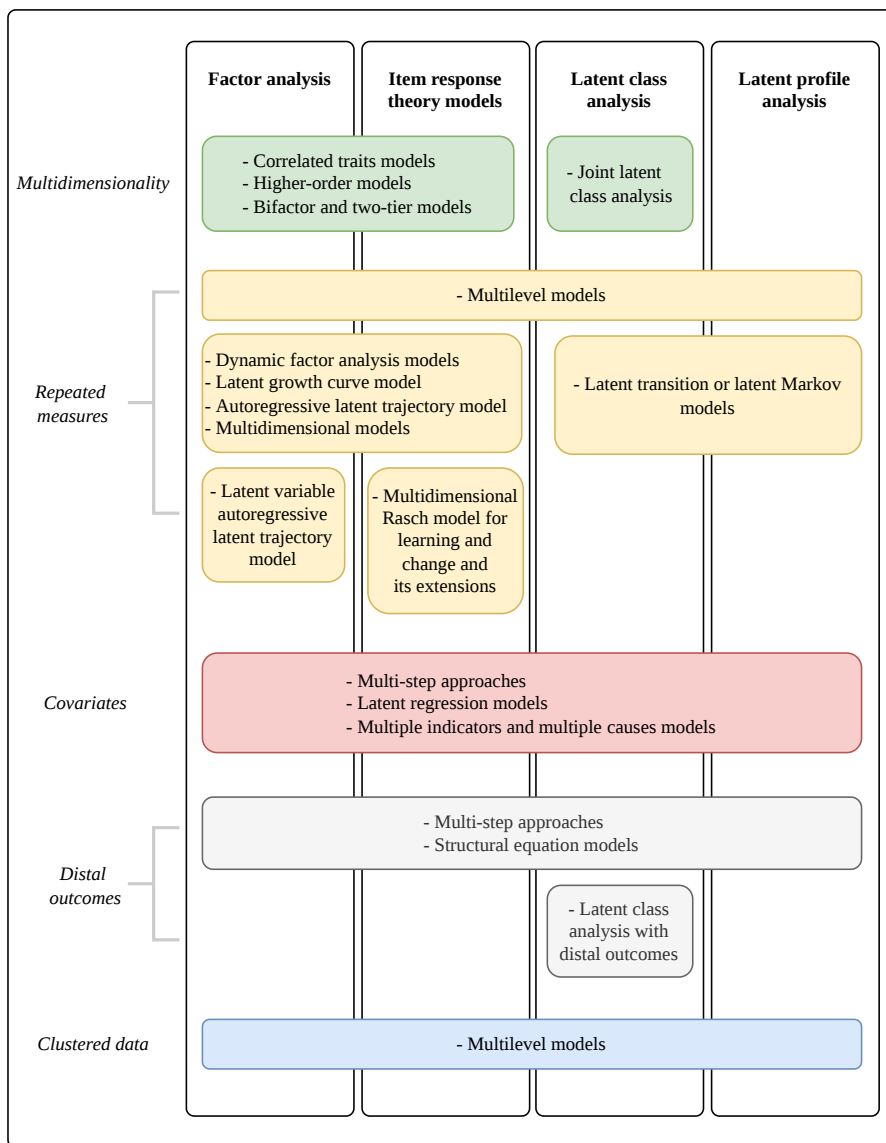 Factor analysis
Item response
theory models
Latent class
analysis
Latent profile
analysis
Multidimensionality
- Correlated traits models
- Higher-order models
- Bifactor and two-tier models
- Joint latent
class analysis
Repeated
measures
- Multilevel models
- Dynamic factor analysis models
- Latent growth curve model
- Autoregressive latent trajectory model
- Multidimensional models
- Latent transition or latent Markov
models
- Latent variable
autoregressive
latent trajectory
model
- Multidimensional
Rasch model for
learning and
change and
its extensions
Covariates
- Multi-step approaches
- Latent regression models
- Multiple indicators and multiple causes models
Distal
outcomes
- Multi-step approaches
- Structural equation models
- Latent class
analysis with
distal outcomes
Clustered data
- Multilevel models